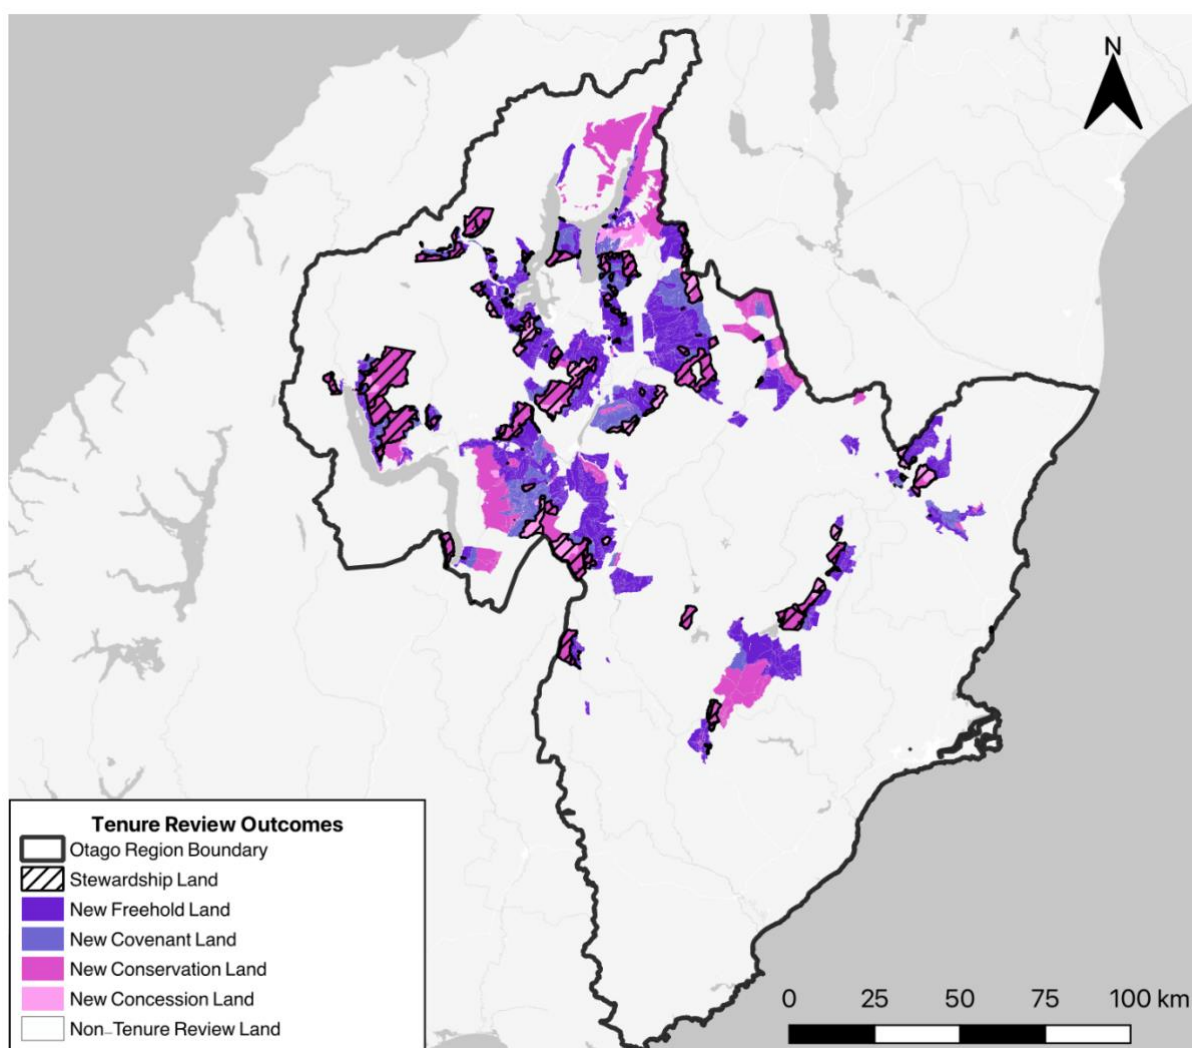 N
Tenure Review Outcomes
Otago Region Boundary
Stewardship Land
New Freehold Land
New Covenant Land
New Conservation Land
New Concession Land
Non-Tenure Review Land
0 25 50 75 100 km